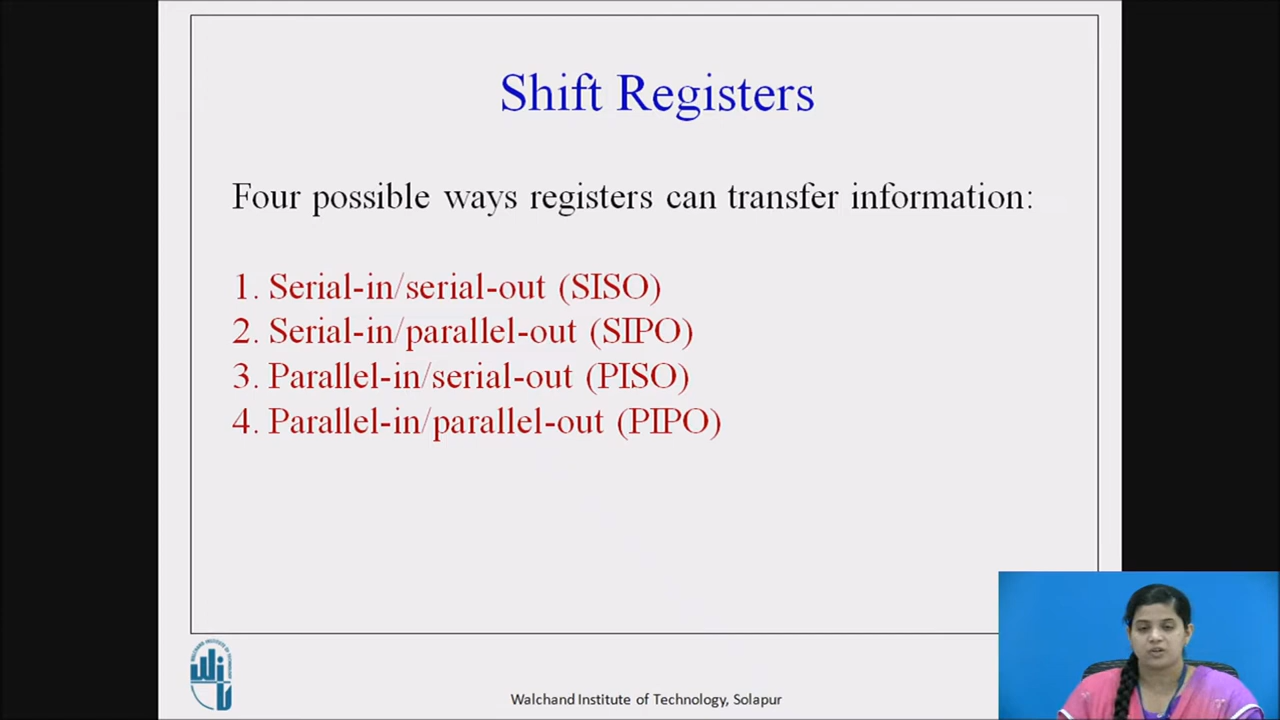 Shift Registers
Four possible ways registers can transfer information:
1. Serial-in/serial-out (SISO)
2. Serial-in/parallel-out (SIPO)
3. Parallel-in/serial-out (PISO)
4. Parallel-in/parallel-out (PIPO)
Walchand Institute of Technology, Solapur